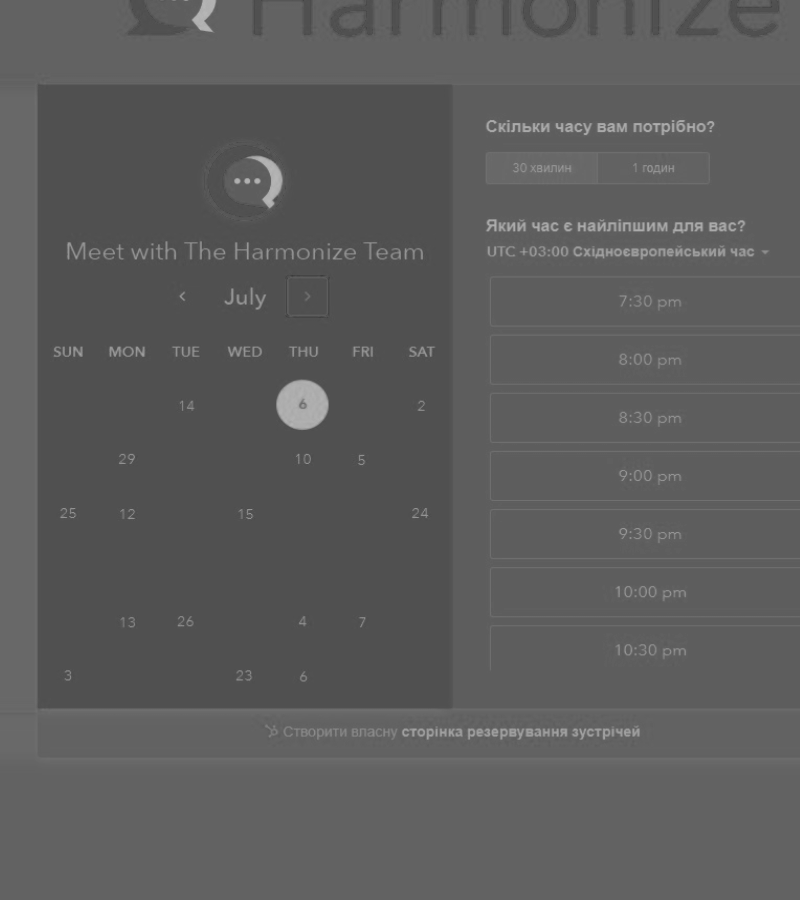 Harmonize
Meet with The Harmonize Team
July
SUN MON TUE WED THU FRI SAT
14 6 2
29 10 5
25 12 15 24
13 26 4 7
3 23 6
Скільки часу вам потрібно?
30 хвилин 1 годин
Який час є найліпшим для вас?
UTC +03:00 Східноєвропейський час
7:30 pm
8:00 pm
8:30 pm
9:00 pm
9:30 pm
10:00 pm
10:30 pm
Створити власну сторінка резервування зустрічей